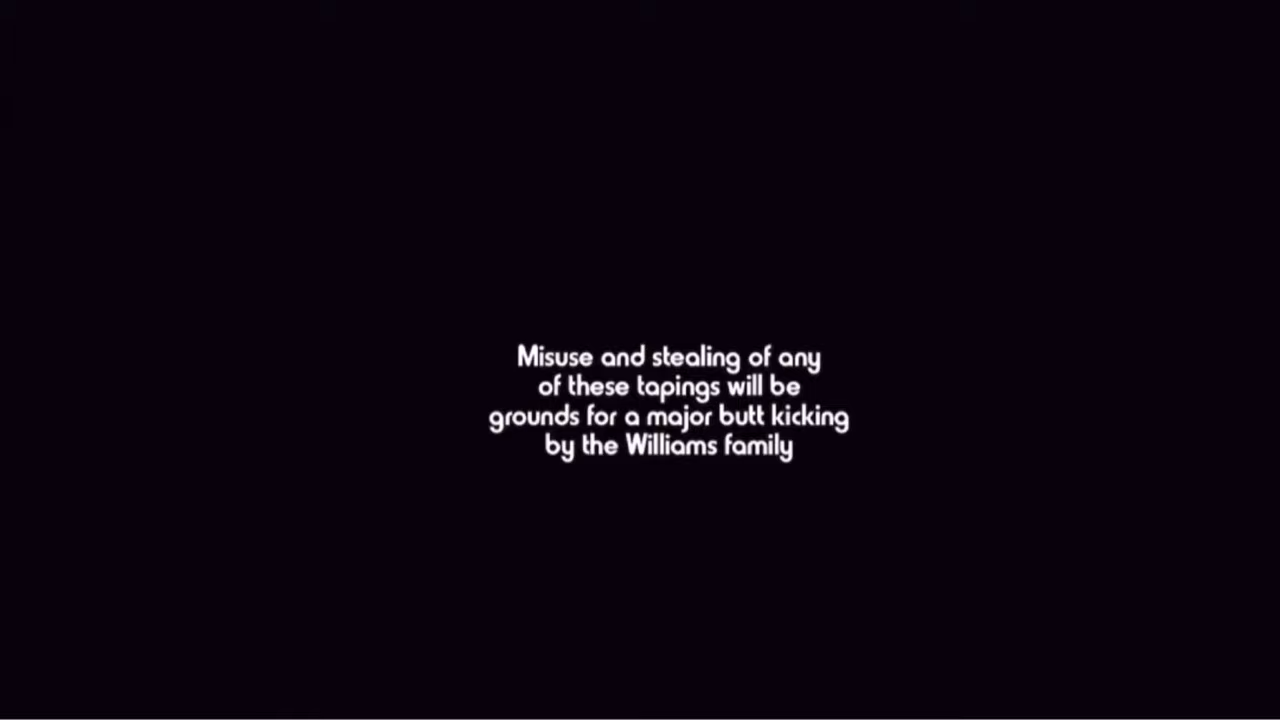 Misuse and stealing of any
of these tapings will be
grounds for a major butt kicking
by the Williams family